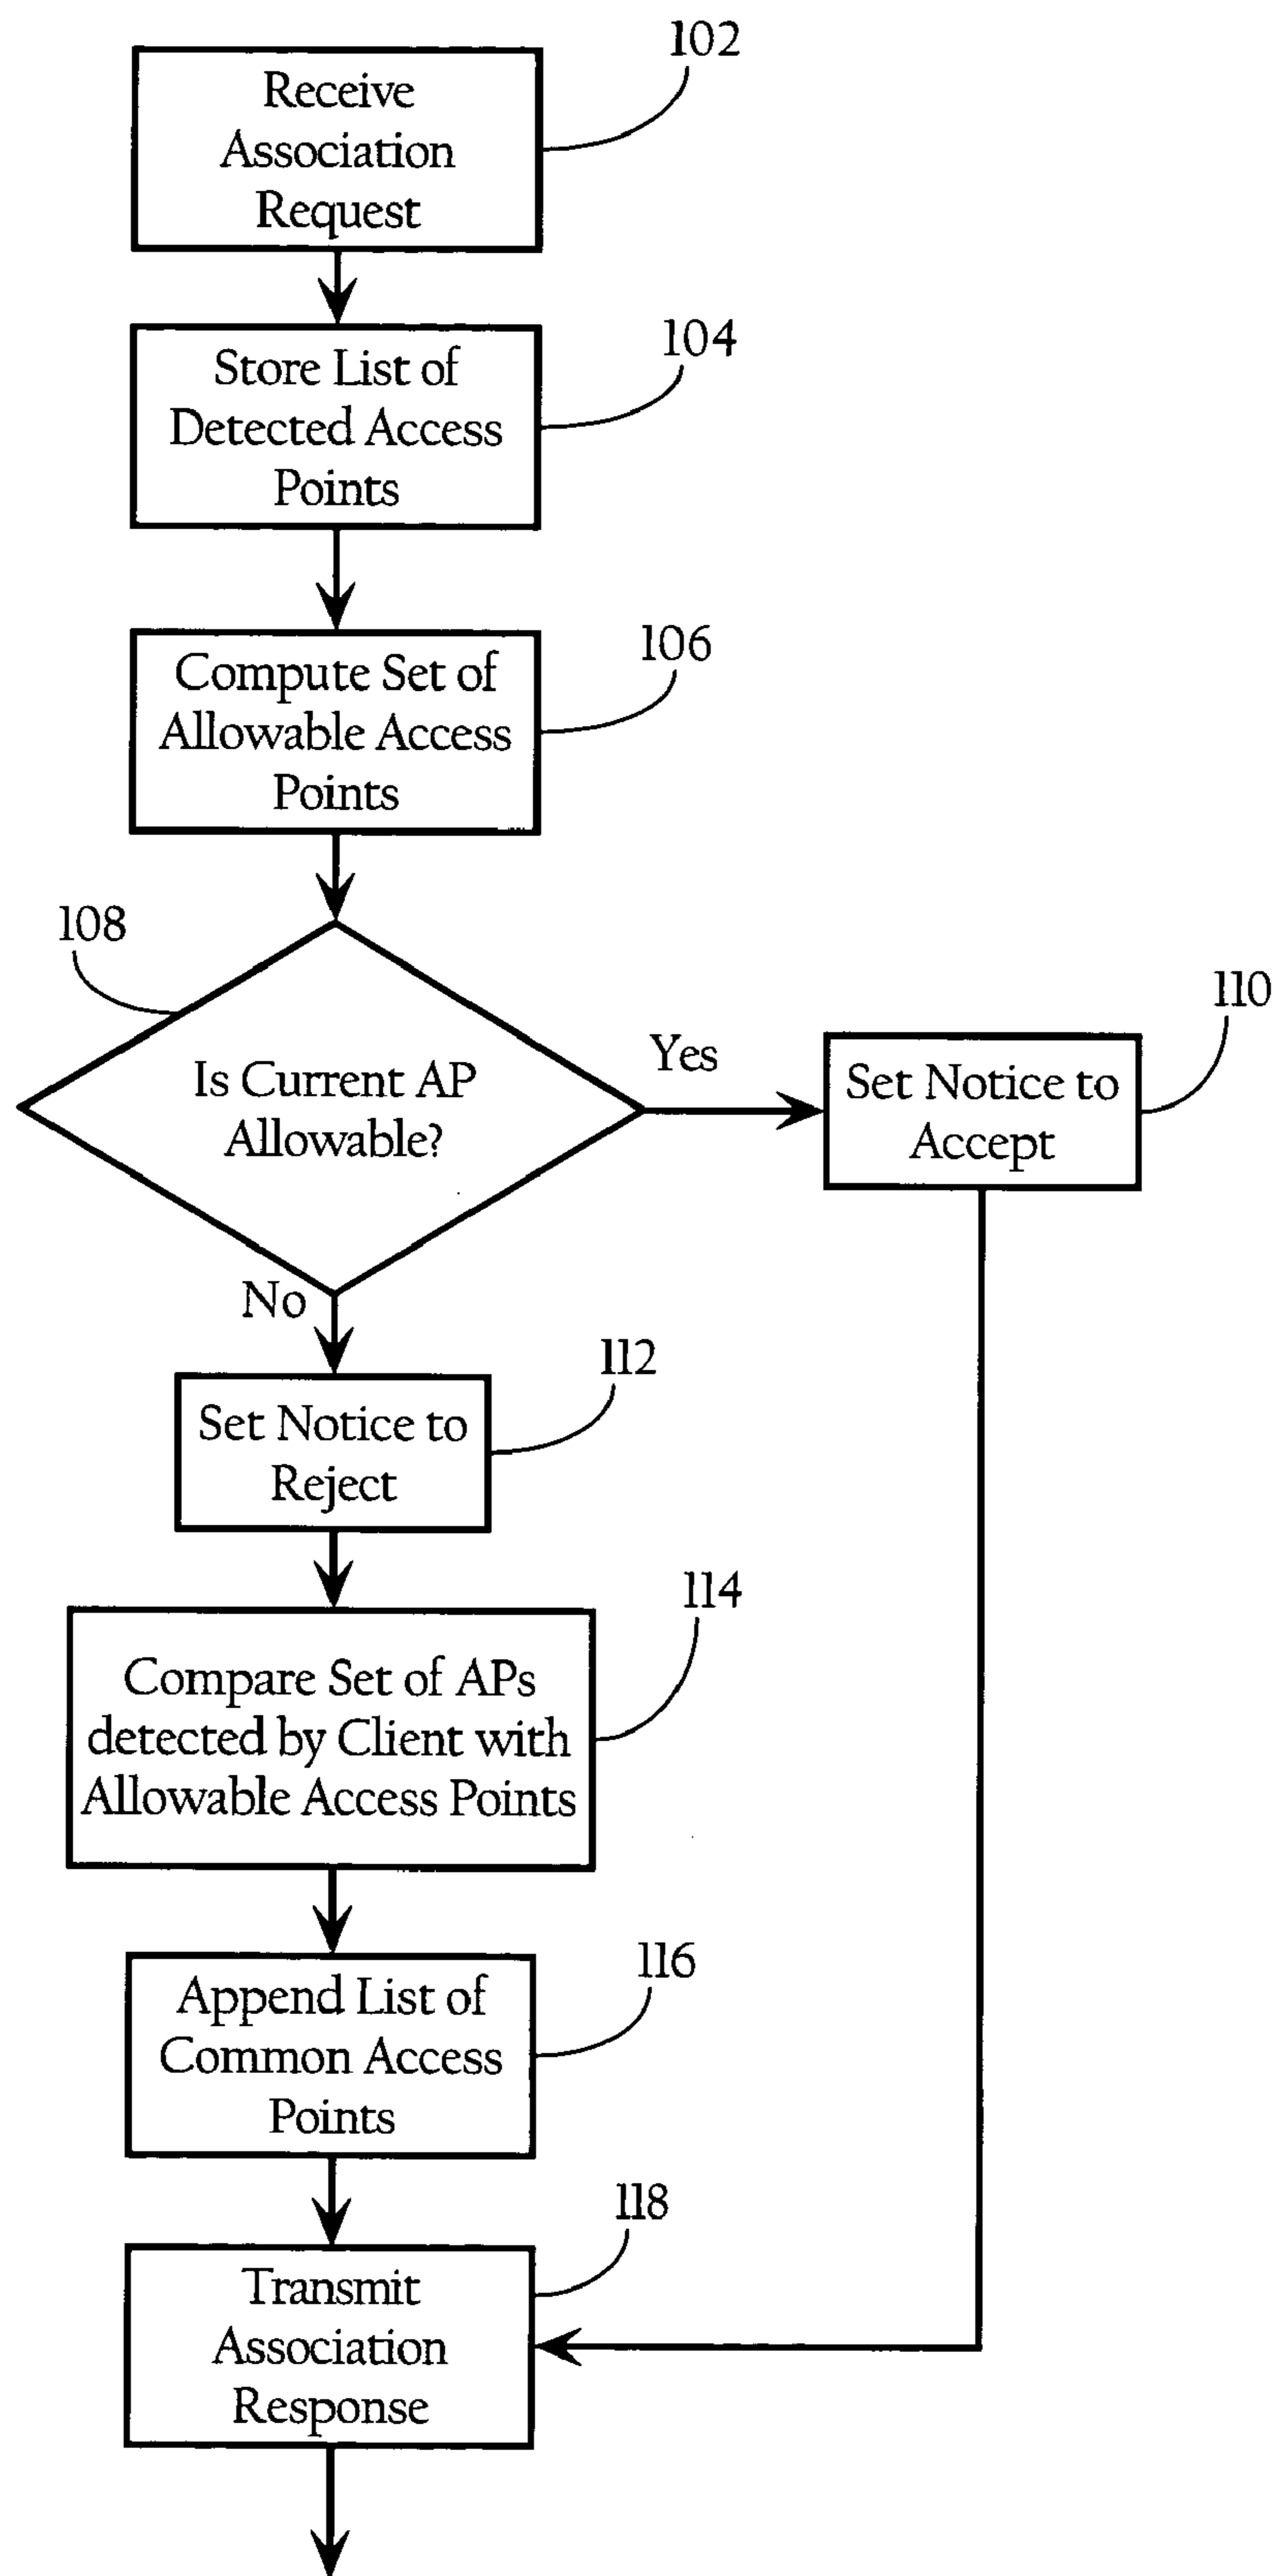 102
Receive
Association
Request
104
Store List of
Detected Access
Points
106
Compute Set of
Allowable Access
Points
108
Is Current AP
Allowable?
Yes
110
Set Notice to
Accept
No
112
Set Notice to
Reject
114
Compare Set of APs
detected by Client with
Allowable Access Points
116
Append List of
Common Access
Points
118
Transmit
Association
Response